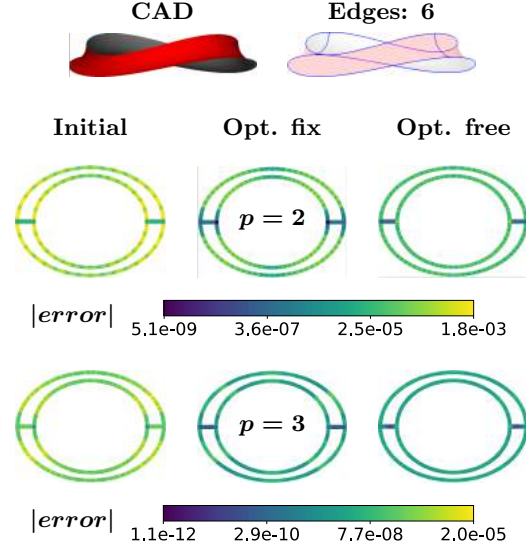 CAD Edges: 6
Initial Opt. fix Opt. free
p = 2
|error| 5.1e-09 3.6e-07 2.5e-05 1.8e-03
p = 3
|error| 1.1e-12 2.9e-10 7.7e-08 2.0e-05